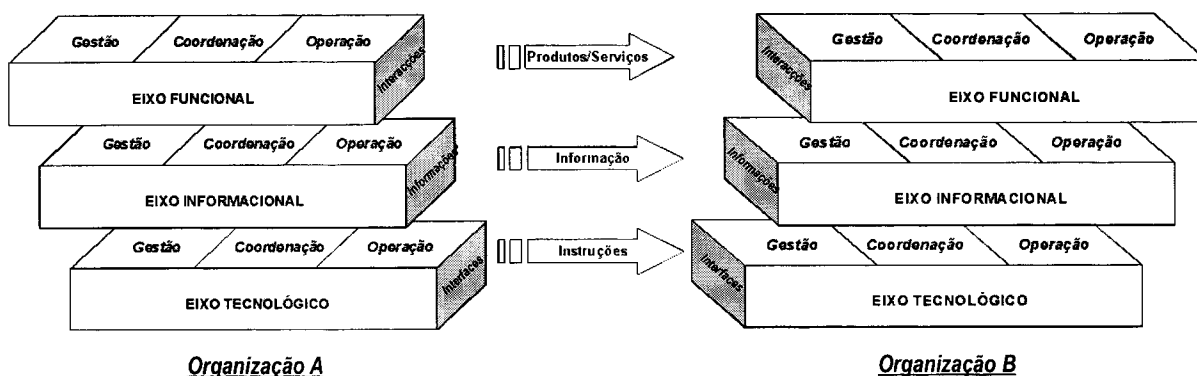 Gestão Coordenação Operação
Interacções
EIXO FUNCIONAL
Gestão Coordenação Operação
Informações
EIXO INFORMACIONAL
Gestão Coordenação Operação
Interfaces
EIXO TECNOLÓGICO
Organização A
Produtos/Serviços
Informação
Instruções
Gestão Coordenação Operação
Interacções
EIXO FUNCIONAL
Gestão Coordenação Operação
Informações
EIXO INFORMACIONAL
Gestão Coordenação Operação
Interfaces
EIXO TECNOLÓGICO
Organização B